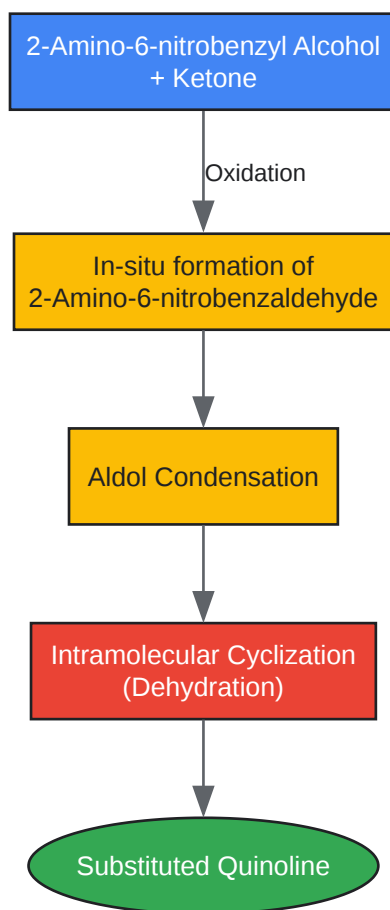 2-Amino-6-nitrobenzyl Alcohol
+ Ketone
Oxidation
In-situ formation of
2-Amino-6-nitrobenzaldehyde
Aldol Condensation
Intramolecular Cyclization
(Dehydration)
Substituted Quinoline